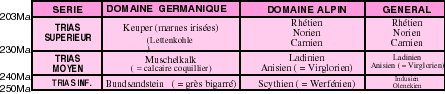 SERIE DOMAINE GERMANIQUE DOMAINE ALPIN GENERAL
203Ma
TRIAS SUPERIEUR
Keuper (marnes irisées)
(Lettenkohle
)
Rhétien
Norien
Carnien
Rhétien
Norien
Carnien
230Ma
TRIAS MOYEN
Muschelkalk
( = calcaire coquillier)
Ladinien
Anisien ( = Virglorien)
Ladinien
Anisien ( = Virglorien)
240Ma
TRIAS INF.
Bundsandstein ( = grès bigarré)
Scythien ( = Werfénien)
Indusien
Olenekien
250Ma